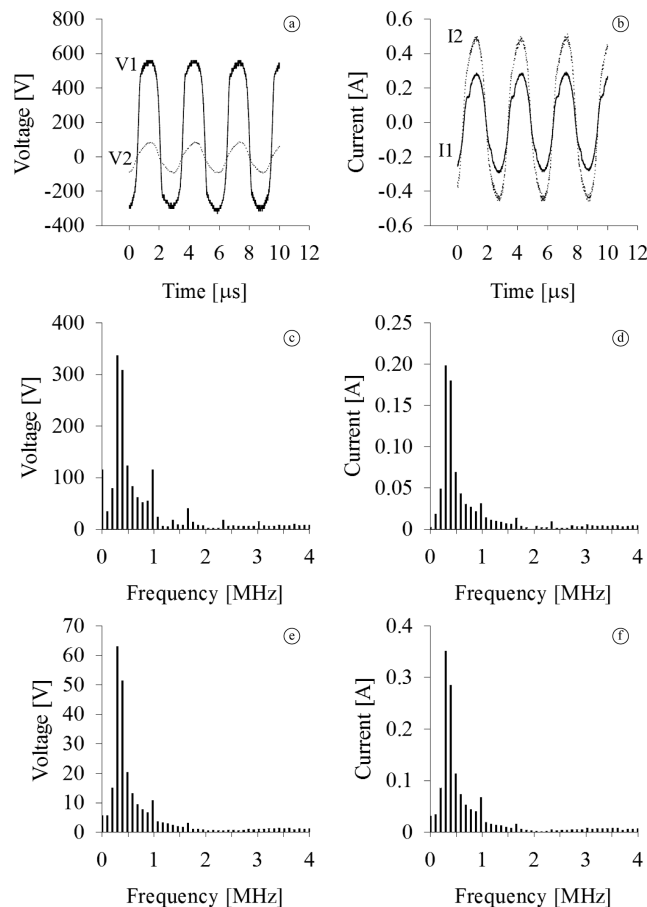 a
Voltage [V]
800
600
400
200
0
-200
-400
V1
V2
0 2 4 6 8 10 12
Time [μs]
b
Current [A]
0.6
0.4
0.2
0.0
-0.2
-0.4
-0.6
I2
I1
0 2 4 6 8 10 12
Time [μs]
c
Voltage [V]
400
300
200
100
0
0 1 2 3 4
Frequency [MHz]
d
Current [A]
0.25
0.20
0.15
0.10
0.05
0.00
0 1 2 3 4
Frequency [MHz]
e
Voltage [V]
70
60
50
40
30
20
10
0
0 1 2 3 4
Frequency [MHz]
f
Current [A]
0.4
0.3
0.2
0.1
0
0 1 2 3 4
Frequency [MHz]